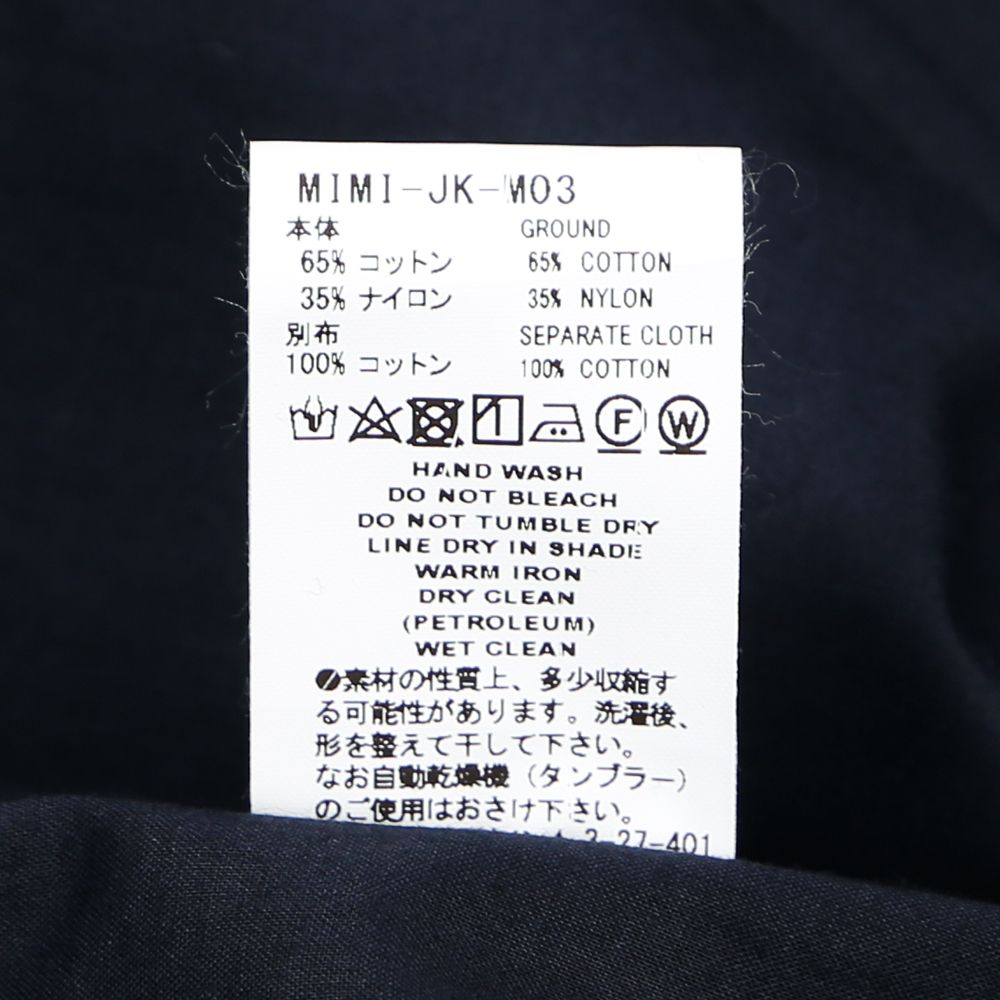 MIMI-JK-M03
本体 GROUND
65% コットン 65% COTTON
35% ナイロン 35% NYLON
別布 SEPARATE CLOTH
100% コットン 100% COTTON
F W
HAND WASH
DO NOT BLEACH
DO NOT TUMBLE DRY
LINE DRY IN SHADE
WARM IRON
DRY CLEAN
(PETROLEUM)
WET CLEAN
●素材の性質上、多少収縮す
る可能性があります。洗濯後、
形を整えて干して下さい。
なお自動乾燥機（タンブラー）
のご使用はおさけ下さい。
3-27-401